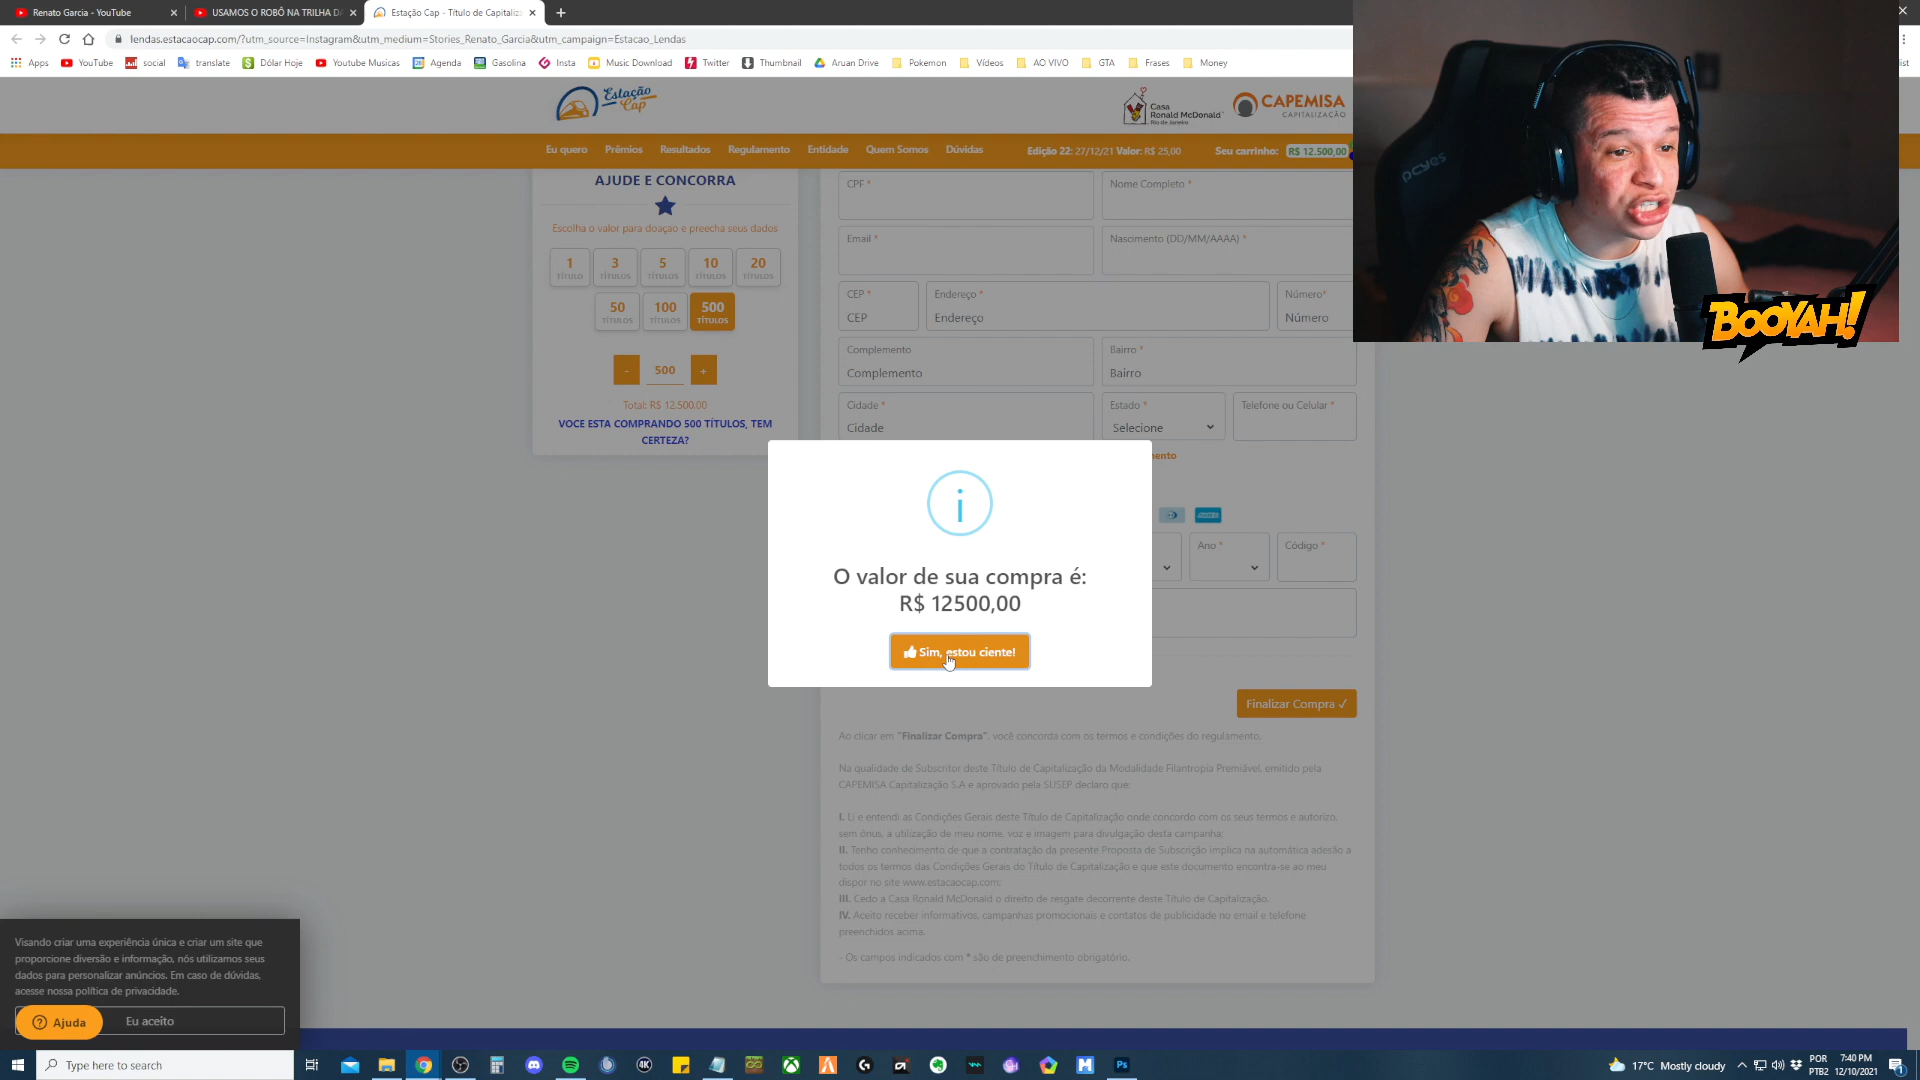 Renato Garcia - YouTube
USAMOS O ROBÔ NA TRILHA DA
Estação Cap - Título de Capitaliz
lendas.estacaocap.com/?utm_source=Instagram&utm_medium=Stories_Renato_Garcia&utm_campaign=Estacao_Lendas
Apps
YouTube
social
translate
Dólar Hoje
Youtube Musicas
Agenda
Gasolina
Insta
Music Download
Twitter
Thumbnail
Aruan Drive
Pokemon
Vídeos
AO VIVO
GTA
Frases
Money
ist
Estação
Cap
Casa
Ronald McDonald
Rio de Janeiro
CAPEMISA
CAPITALIZAÇÃO
Eu quero
Prêmios
Resultados
Regulamento
Entidade
Quem Somos
Dúvidas
Edição 22: 27/12/21 Valor: R$ 25,00
Seu carrinho: R$ 12.500,00
AJUDE E CONCORRA
Escolha o valor para doação e preecha seus dados
1
TÍTULO
3
TÍTULOS
5
TÍTULOS
10
TÍTULOS
20
TÍTULOS
50
TÍTULOS
100
TÍTULOS
500
TÍTULOS
-
500
+
Total: R$ 12.500,00
VOCE ESTA COMPRANDO 500 TÍTULOS, TEM
CERTEZA?
CPF *
Nome Completo *
Email *
Nascimento (DD/MM/AAAA) *
CEP *
CEP
Endereço *
Endereço
Número*
Número
Complemento
Complemento
Bairro *
Bairro
Cidade *
Cidade
Estado *
Selecione
Telefone ou Celular *
mento
Ano *
Código *
O valor de sua compra é:
R$ 12500,00
Sim, estou ciente!
Finalizar Compra ✓
Ao clicar em "Finalizar Compra", você concorda com os termos e condições do regulamento.
Na qualidade de Subscritor deste Título de Capitalização da Modalidade Filantropia Premiável, emitido pela
CAPEMISA Capitalização S.A e aprovado pela SUSEP declaro que:
I. Li e entendi as Condições Gerais deste Título de Capitalização onde concordo com os seus termos e autorizo,
sem ônus, a utilização de meu nome, voz e imagem para divulgação desta campanha;
II. Tenho conhecimento de que a contratação da presente Proposta de Subscrição implica na automática adesão a
todos os termos das Condições Gerais do Título de Capitalização e que este documento encontra-se ao meu
dispor no site www.estacaocap.com;
III. Cedo a Casa Ronald McDonald o direito de resgate decorrente deste Título de Capitalização.
IV. Aceito receber informativos, campanhas promocionais e contatos de publicidade no email e telefone
preenchidos acima.
- Os campos indicados com * são de preenchimento obrigatório.
Visando criar uma experiência única e criar um site que
proporcione diversão e informação, nós utilizamos seus
dados para personalizar anúncios. Em caso de dúvidas,
acesse nossa política de privacidade.
Ajuda
Eu aceito
pcyes
BOOYAH!
Type here to search
4K
Ps
17°C Mostly cloudy
POR
PTB2
7:40 PM
12/10/2021
1